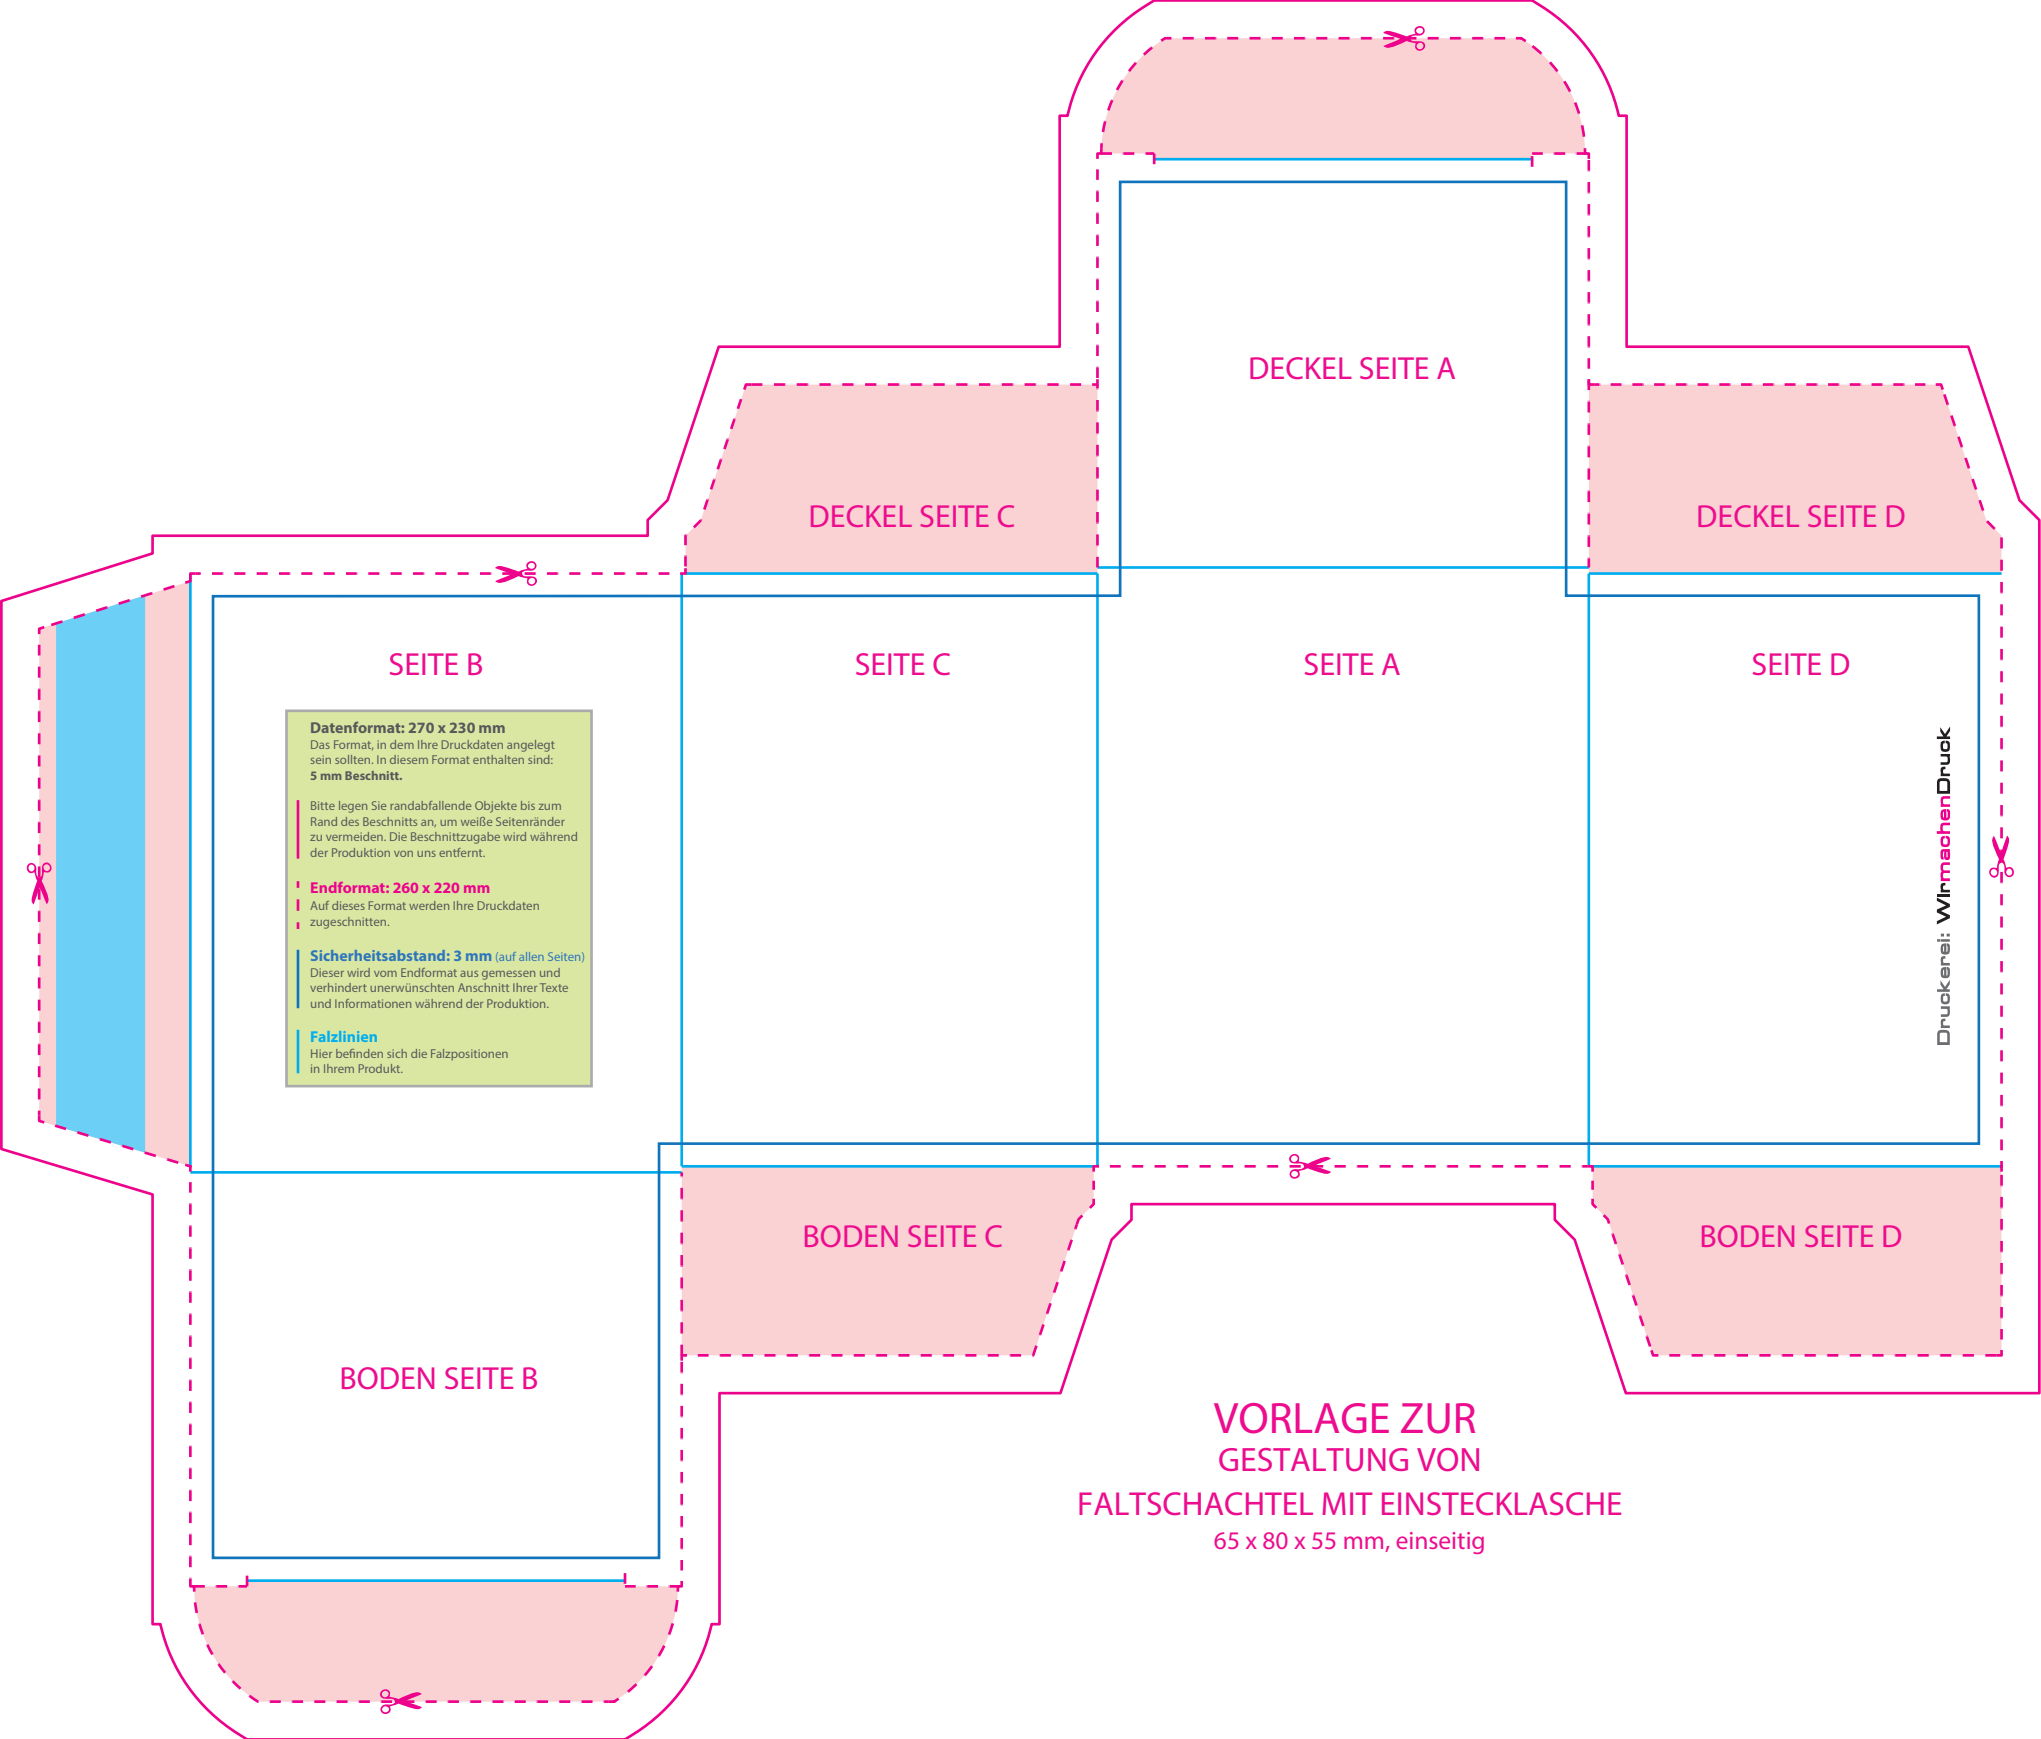 DECKEL SEITE A
DECKEL SEITE C
DECKEL SEITE D
SEITE B
SEITE C
SEITE A
SEITE D
Datenformat: 270 x 230 mm
Das Format, in dem Ihre Druckdaten angelegt
sein sollten. In diesem Format enthalten sind:
5 mm Beschnitt.
Bitte legen Sie randabfallende Objekte bis zum
Rand des Beschnitts an, um weiße Seitenränder
zu vermeiden. Die Beschnittzugabe wird während
der Produktion von uns entfernt.
Endformat: 260 x 220 mm
Auf dieses Format werden Ihre Druckdaten
zugeschnitten.
Sicherheitsabstand: 3 mm (auf allen Seiten)
Dieser wird vom Endformat aus gemessen und
verhindert unerwünschten Anschnitt Ihrer Texte
und Informationen während der Produktion.
Falzlinien
Hier befinden sich die Falzpositionen
in Ihrem Produkt.
Druckerei: WIrmachenDruck
BODEN SEITE C
BODEN SEITE D
BODEN SEITE B
VORLAGE ZUR
GESTALTUNG VON
FALTSCHACHTEL MIT EINSTECKLASCHE
65 x 80 x 55 mm, einseitig